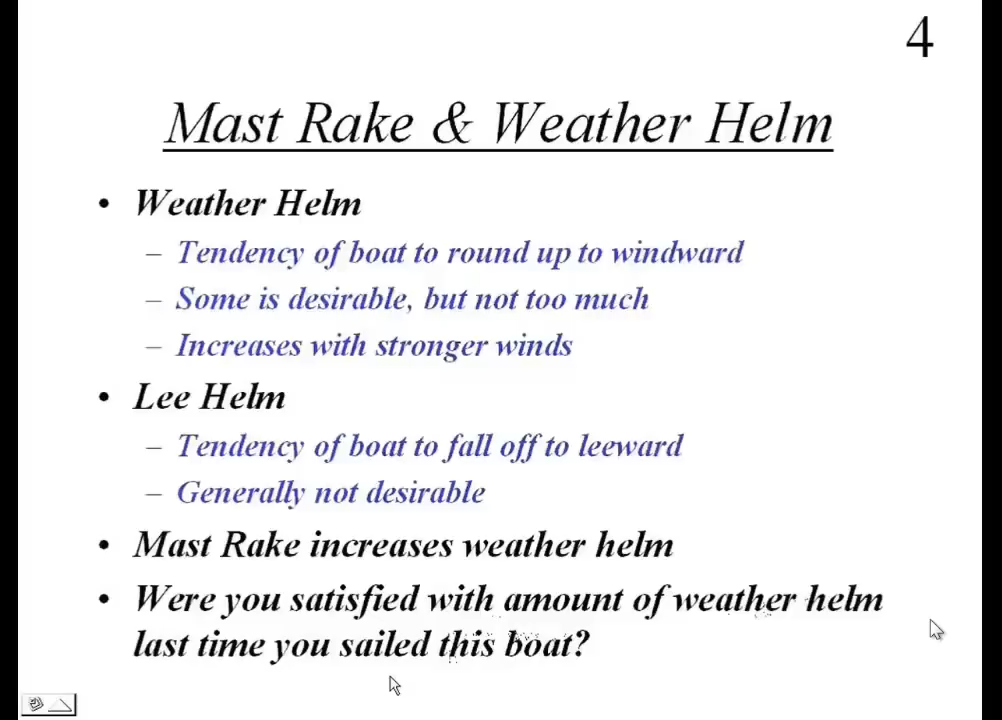 4
Mast Rake & Weather Helm
• Weather Helm
– Tendency of boat to round up to windward
– Some is desirable, but not too much
– Increases with stronger winds
• Lee Helm
– Tendency of boat to fall off to leeward
– Generally not desirable
• Mast Rake increases weather helm
• Were you satisfied with amount of weather helm
last time you sailed this boat?